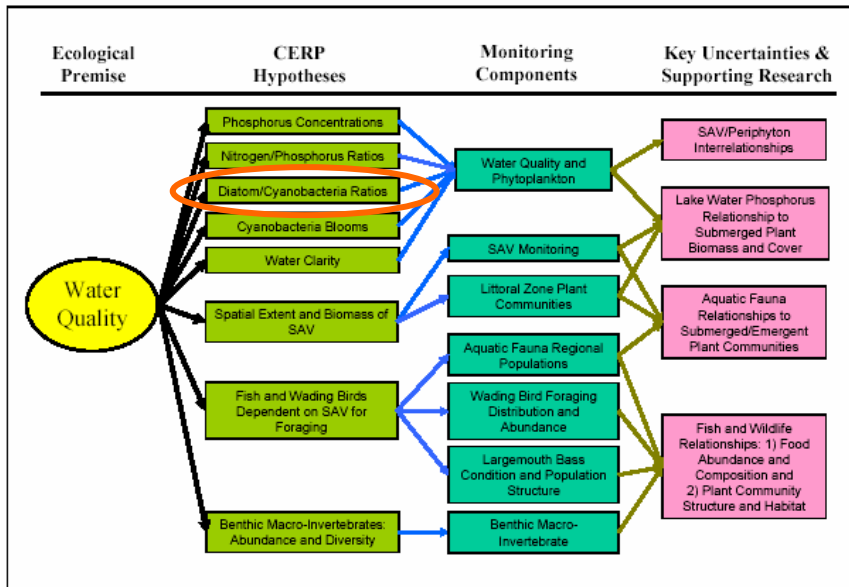 Ecological
Premise
CERP
Hypotheses
Monitoring
Components
Key Uncertainties &
Supporting Research
Water
Quality
Phosphorus Concentrations
Nitrogen/Phosphorus Ratios
Diatom/Cyanobacteria Ratios
Cyanobacteria Blooms
Water Clarity
Spatial Extent and Biomass of
SAV
Fish and Wading Birds
Dependent on SAV for
Foraging
Benthic Macro-Invertebrates:
Abundance and Diversity
Water Quality and
Phytoplankton
SAV Monitoring
Littoral Zone Plant
Communities
Aquatic Fauna Regional
Populations
Wading Bird Foraging
Distribution and
Abundance
Largemouth Bass
Condition and Population
Structure
Benthic Macro-
Invertebrate
SAV/Periphyton
Interrelationships
Lake Water Phosphorus
Relationship to
Submerged Plant
Biomass and Cover
Aquatic Fauna
Relationships to
Submerged/Emergent
Plant Communities
Fish and Wildlife
Relationships: 1) Food
Abundance and
Composition and
2) Plant Community
Structure and Habitat